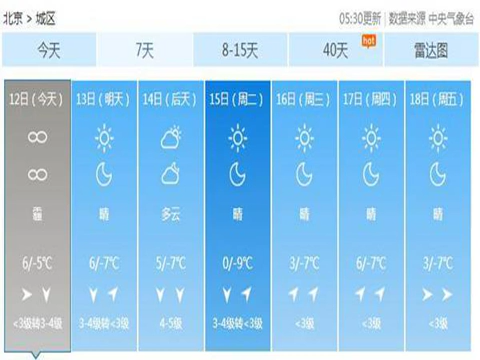 北京 > 城区
05:30更新 | 数据来源 中央气象台
今天 7天 8-15天 40天 hot 雷达图
12日（今天） 13日（明天） 14日（后天） 15日（周二） 16日（周三） 17日（周四） 18日（周五）
霾 晴 多云 晴 晴 晴 晴
6/-5℃ 6/-7℃ 5/-7℃ 0/-9℃ 3/-7℃ 6/-7℃ 3/-7℃
<3级转3-4级 3-4级转<3级 4-5级 3-4级转<3级 <3级 <3级 <3级